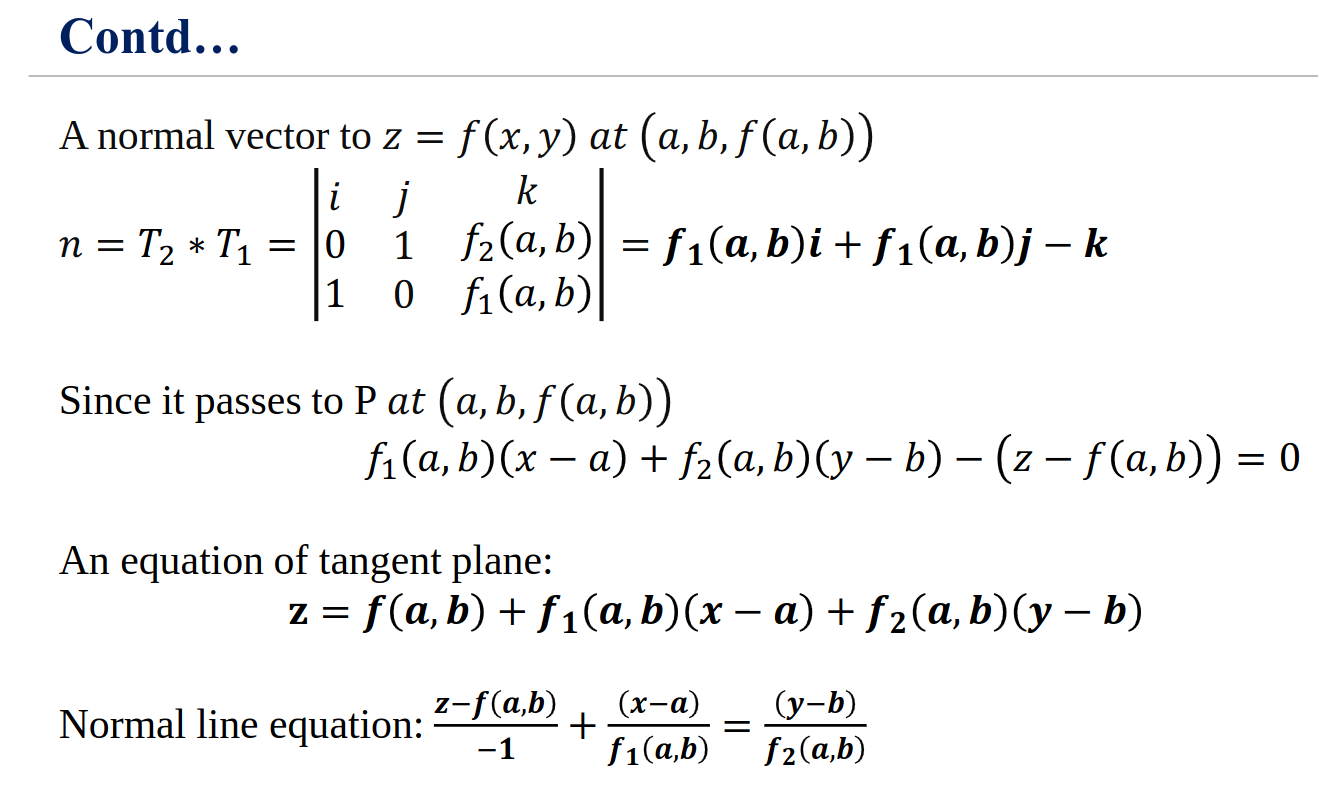 Contd…
A normal vector to z = f(x, y) at (a, b, f(a, b))
n = T₂ ∗ T₁ = |i j k; 0 1 f₂(a, b); 1 0 f₁(a, b)| = f₁(a, b)i + f₁(a, b)j − k
Since it passes to P at (a, b, f(a, b))
f₁(a, b)(x − a) + f₂(a, b)(y − b) − (z − f(a, b)) = 0
An equation of tangent plane:
z = f(a, b) + f₁(a, b)(x − a) + f₂(a, b)(y − b)
Normal line equation: (z−f(a,b))/(−1) + (x−a)/(f₁(a,b)) = (y−b)/(f₂(a,b))